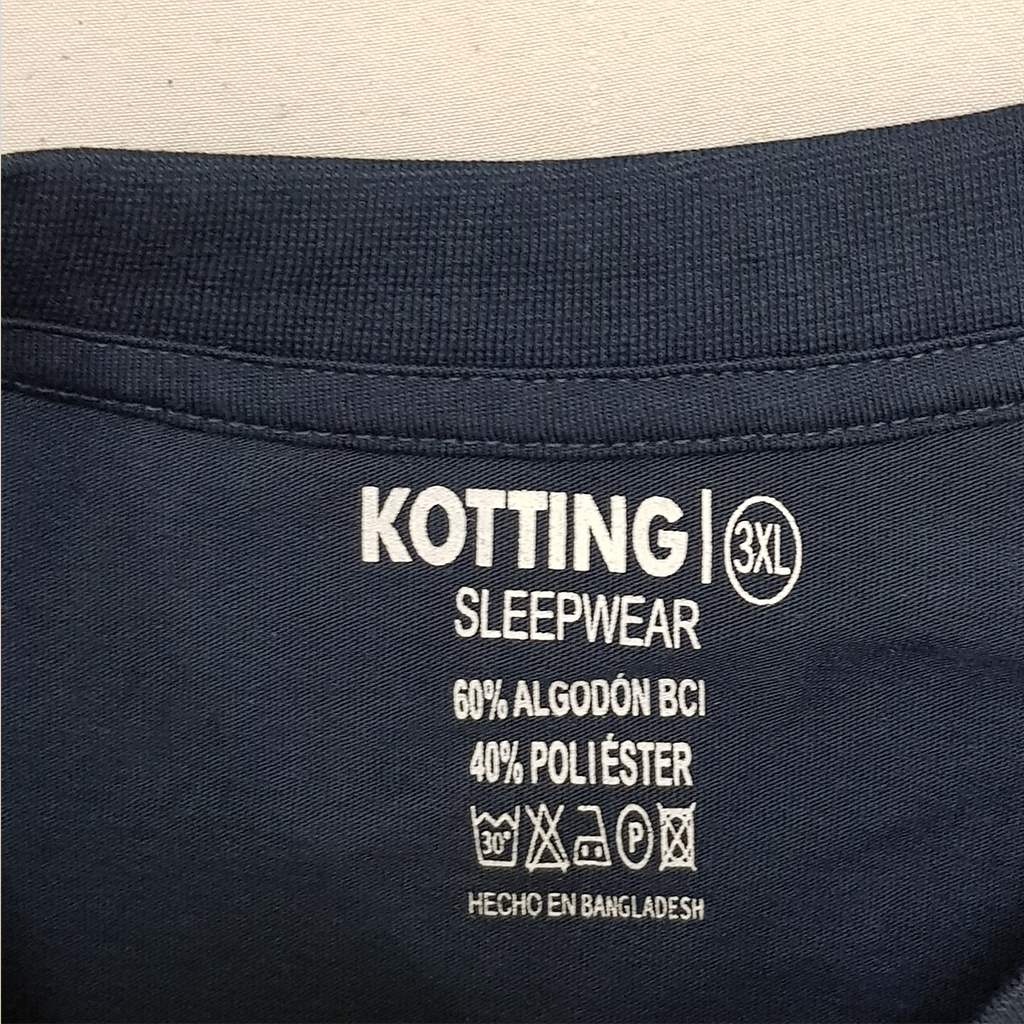 KOTTING | 3XL
SLEEPWEAR
60% ALGODÓN BCI
40% POLIÉSTER
30° P
HECHO EN BANGLADESH